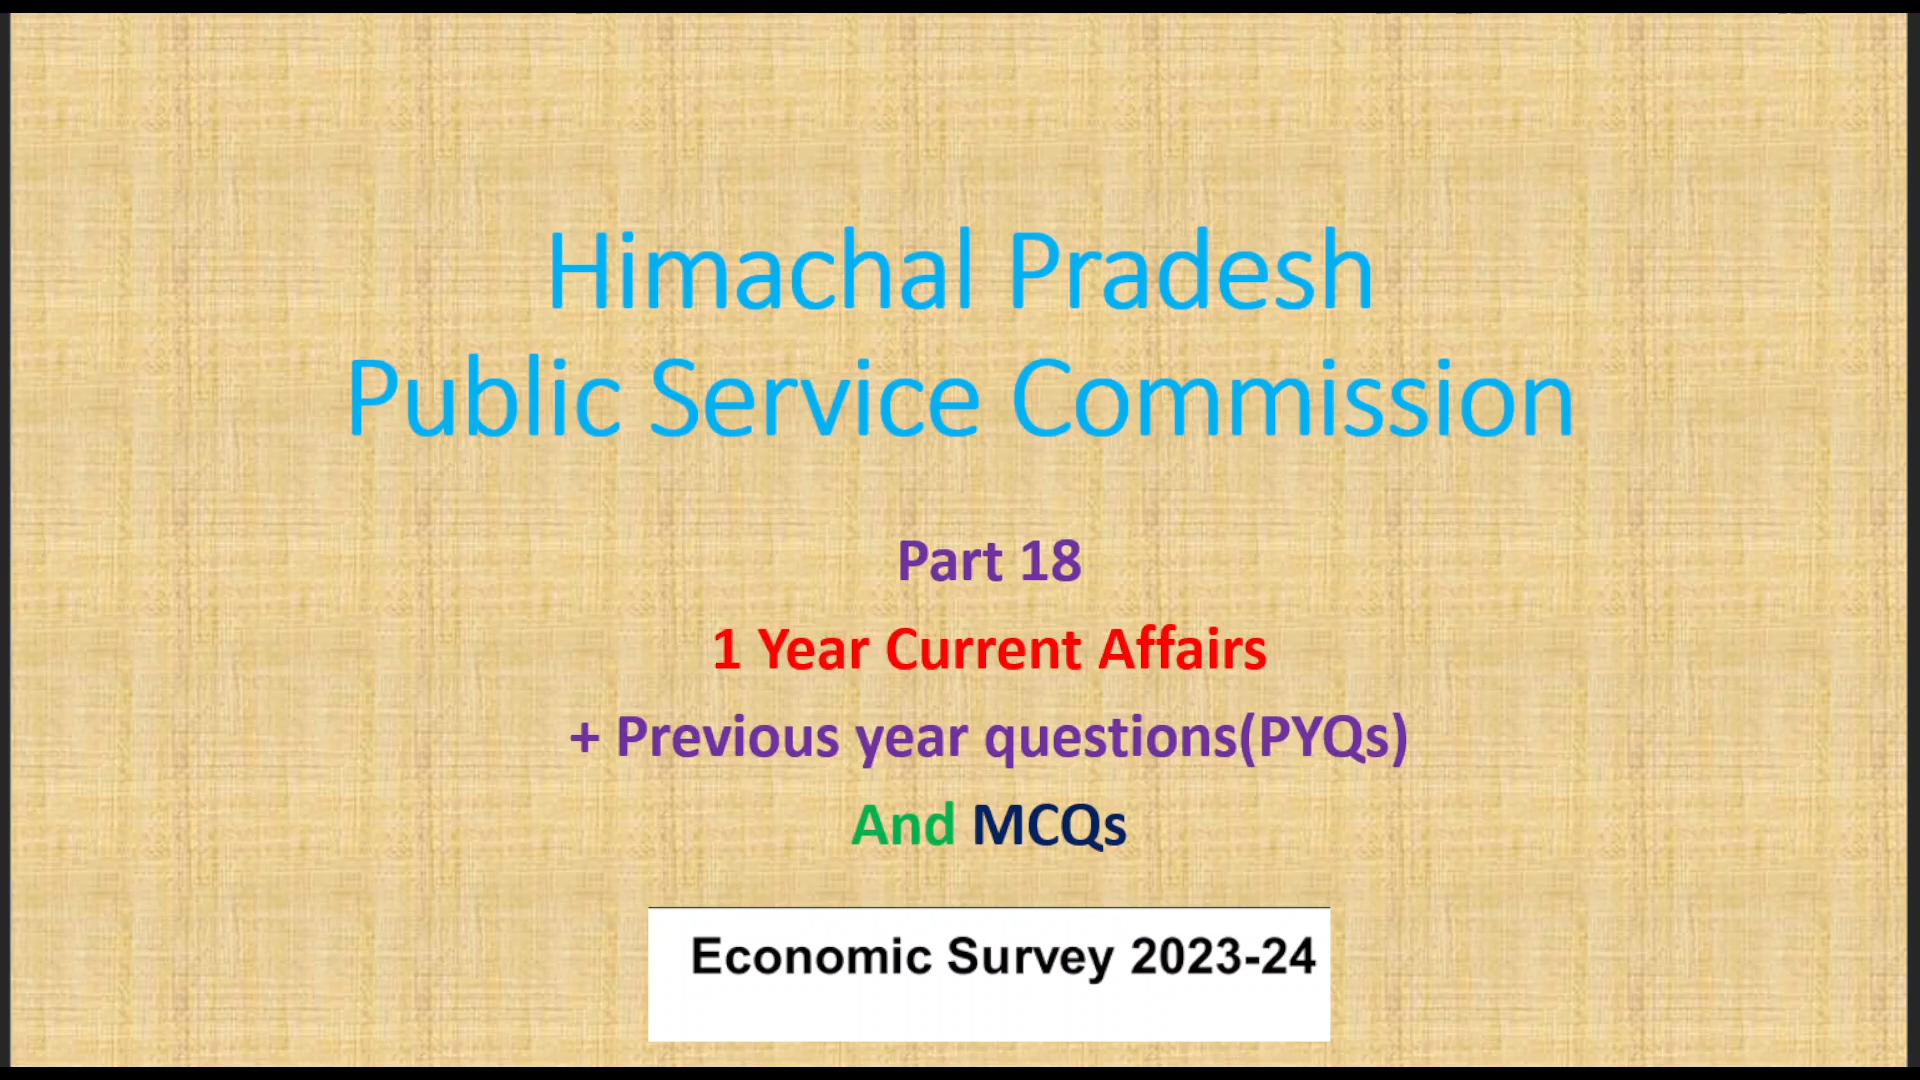 Himachal Pradesh
Public Service Commission
Part 18
1 Year Current Affairs
+ Previous year questions(PYQs)
And MCQs
Economic Survey 2023-24